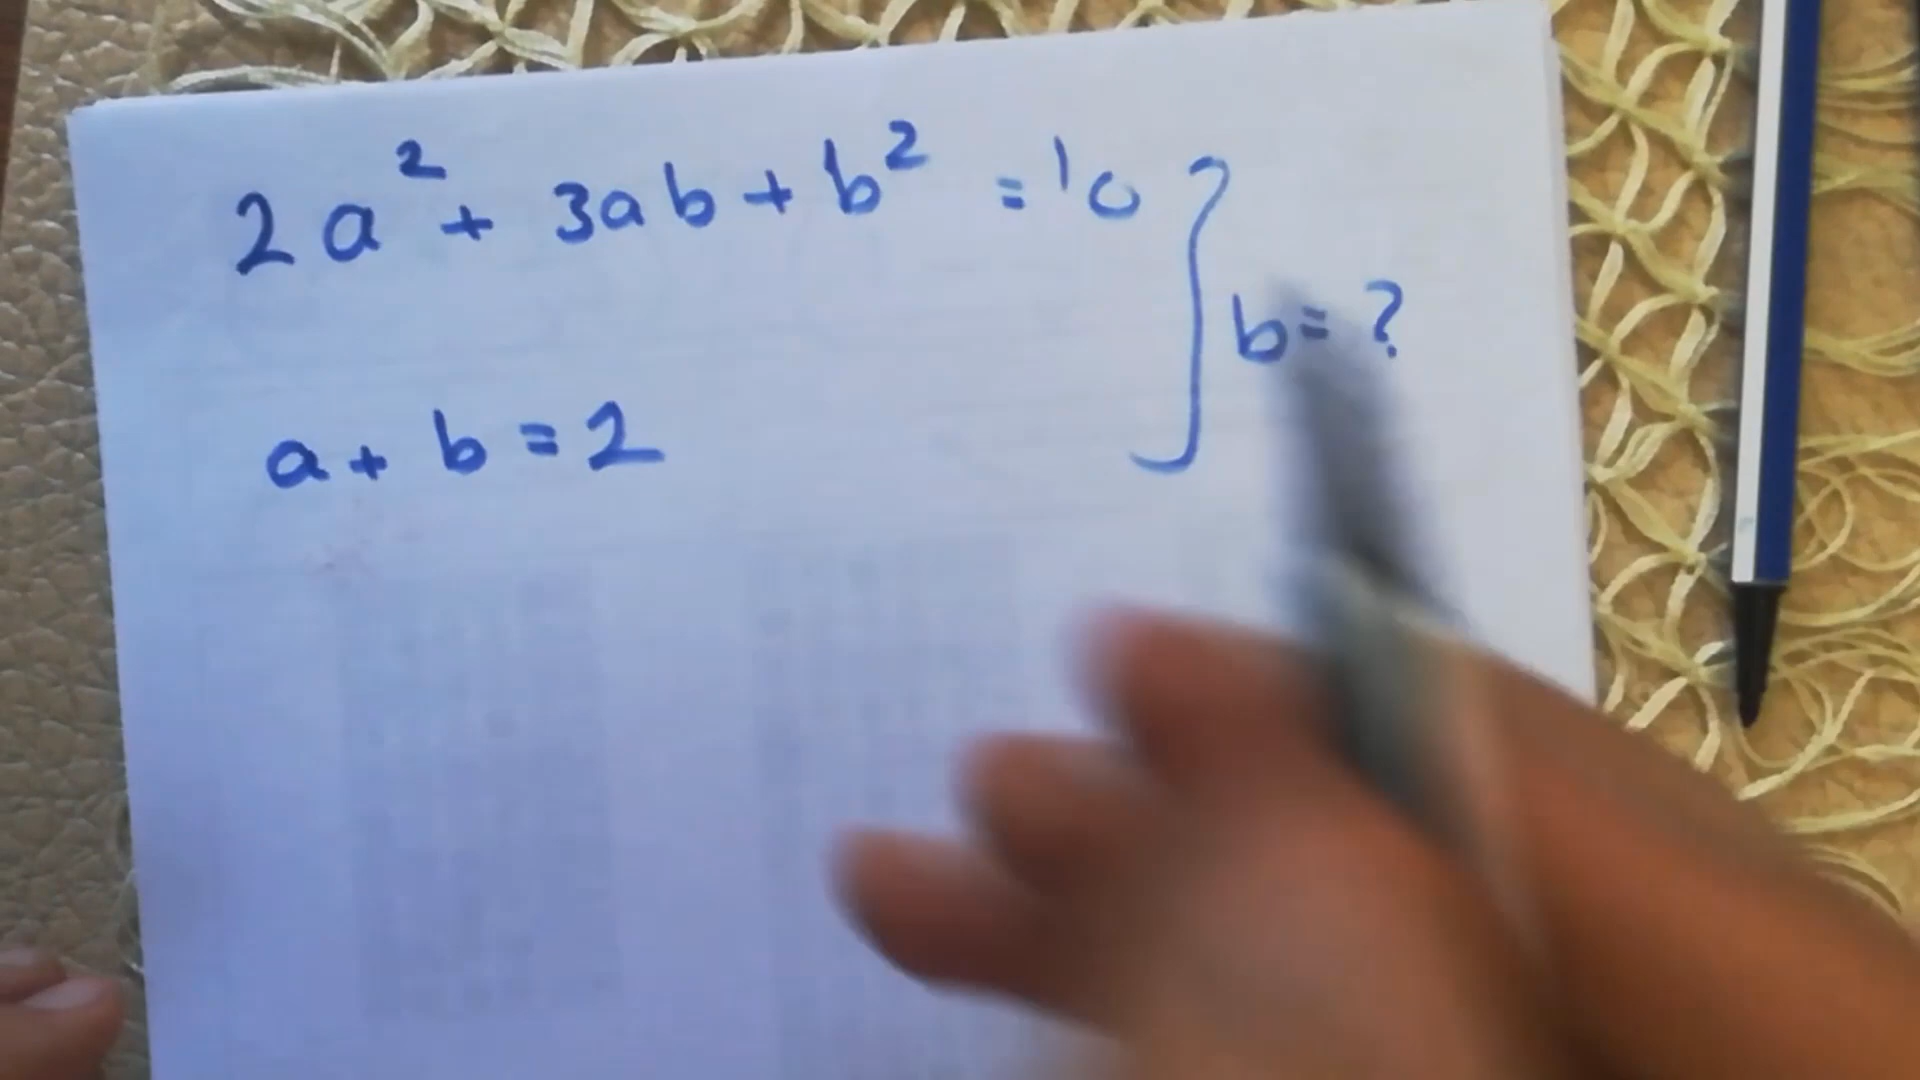 2a² + 3ab + b² = 10
b = ?
a + b = 2